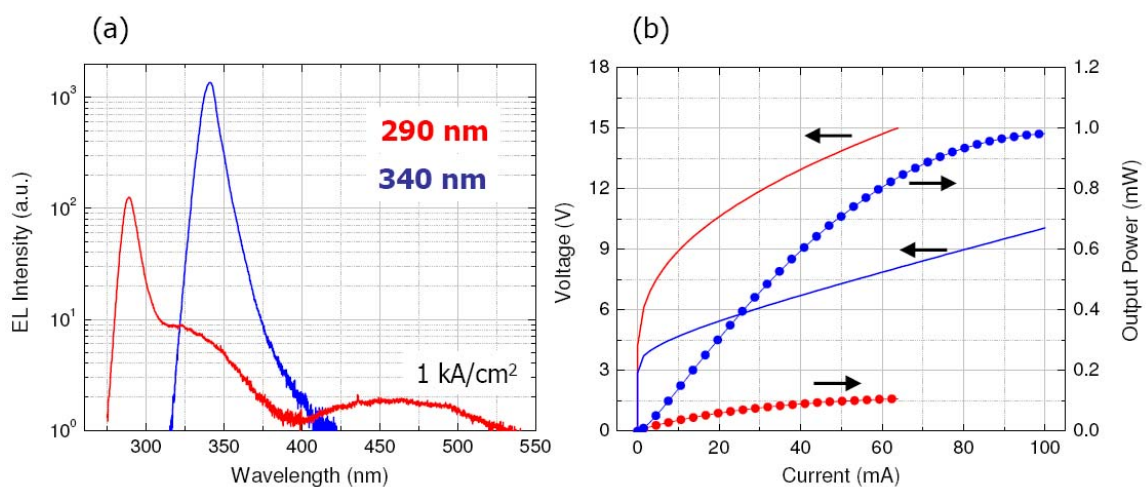 (a)
EL Intensity (a.u.)
10³
10²
10¹
10⁰
290 nm
340 nm
1 kA/cm²
300 350 400 450 500 550
Wavelength (nm)
(b)
Voltage (V)
18
15
12
9
6
3
0
0 20 40 60 80 100
Current (mA)
1.2
1.0
0.8
0.6
0.4
0.2
0.0
Output Power (mW)